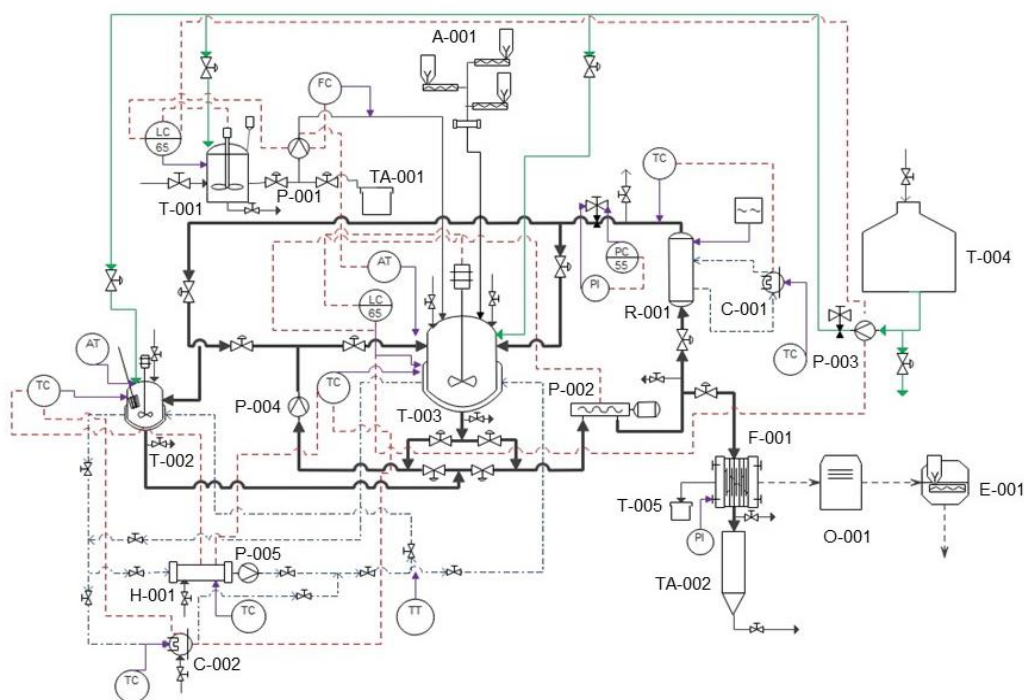 A-001
FC
LC
65
TC
TA-001
P-001
T-001
T-004
PC
55
AT
PI
LC
65
R-001
C-001
AT
TC
P-003
TC
TC
P-002
P-004
T-003
F-001
T-002
T-005
E-001
PI
O-001
P-005
TA-002
H-001
TC
TT
C-002
TC